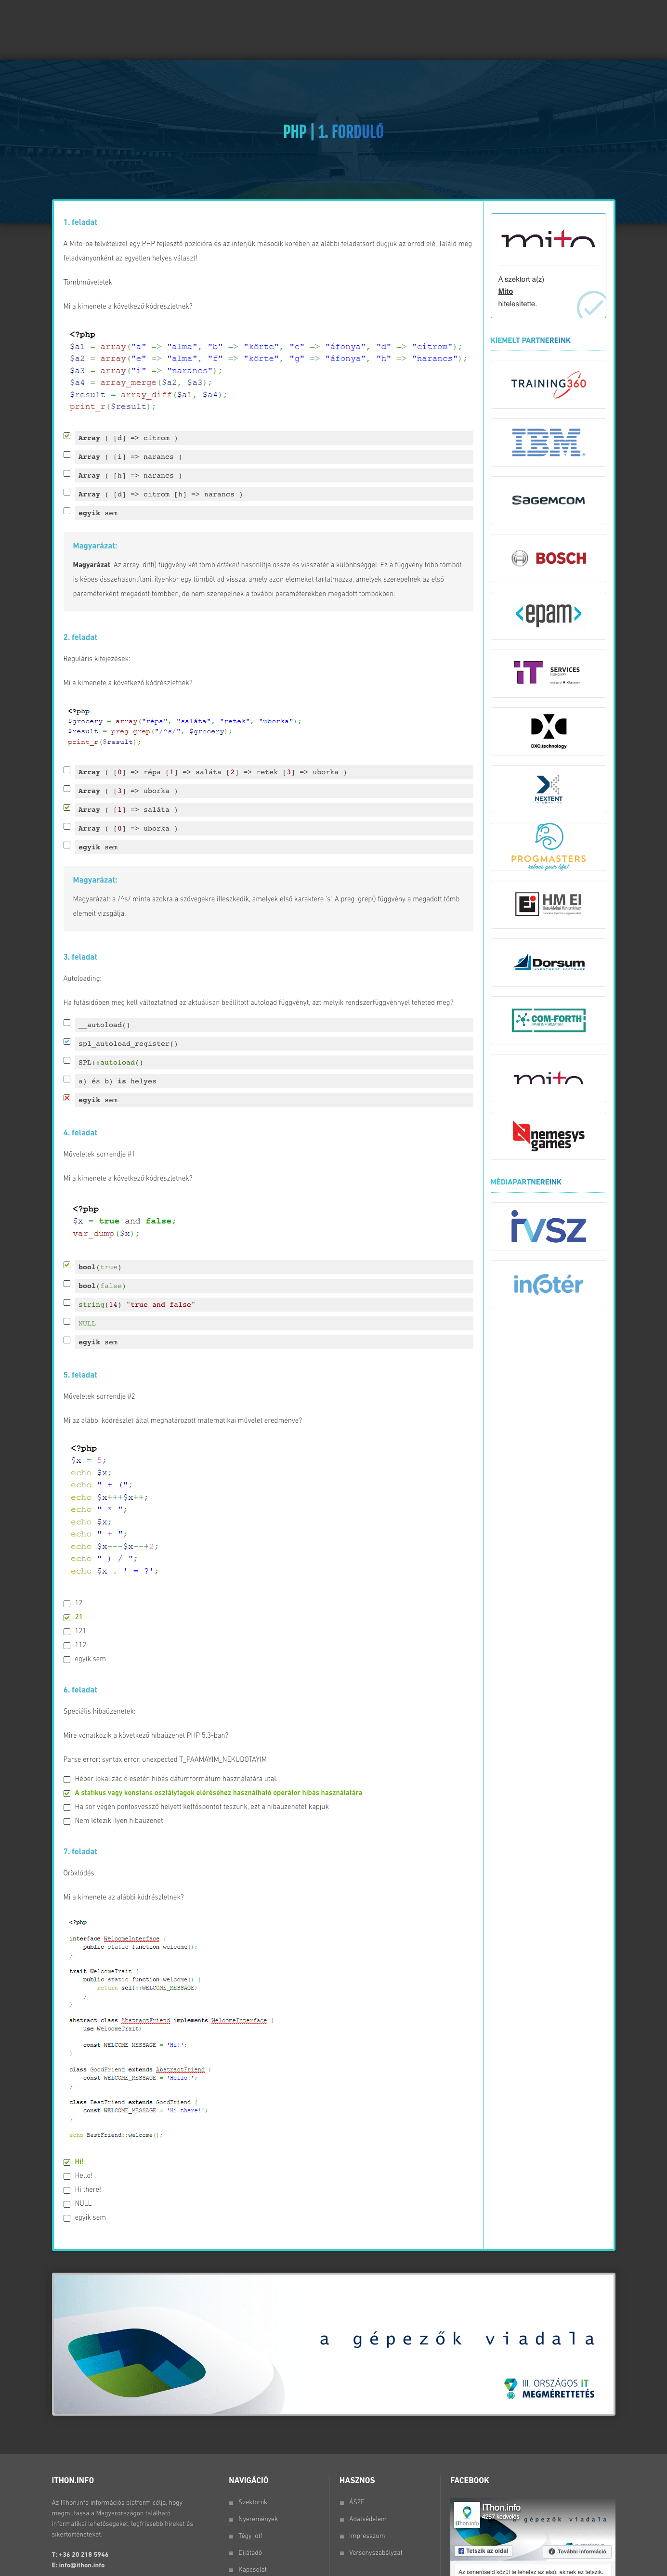 PHP | 1. FORDULÓ
1. feladat
A Mito-ba felvételizel egy PHP fejlesztő pozícióra és az interjúk második körében az alábbi feladatsort dugjuk az orrod elé. Találd meg
feladványonként az egyetlen helyes választ!
Tömbműveletek
Mi a kimenete a következő kódrészletnek?
<?php
$a1 = array("a" => "alma", "b" => "körte", "c" => "áfonya", "d" => "citrom");
$a2 = array("e" => "alma", "f" => "körte", "g" => "áfonya", "h" => "narancs");
$a3 = array("i" => "narancs");
$a4 = array_merge($a2, $a3);
$result = array_diff($a1, $a4);
print_r($result);
Array ( [d] => citrom )
Array ( [i] => narancs )
Array ( [h] => narancs )
Array ( [d] => citrom [h] => narancs )
egyik sem
Magyarázat:
Magyarázat: Az array_diff() függvény két tömb értékeit hasonlítja össze és visszatér a különbséggel. Ez a függvény több tömböt
is képes összehasonlítani, ilyenkor egy tömböt ad vissza, amely azon elemeket tartalmazza, amelyek szerepelnek az első
paraméterként megadott tömbben, de nem szerepelnek a további paraméterekben megadott tömbökben.
2. feladat
Reguláris kifejezések:
Mi a kimenete a következő kódrészletnek?
<?php
$grocery = array("répa", "saláta", "retek", "uborka");
$result = preg_grep("/^s/", $grocery);
print_r($result);
Array ( [0] => répa [1] => saláta [2] => retek [3] => uborka )
Array ( [3] => uborka )
Array ( [1] => saláta )
Array ( [0] => uborka )
egyik sem
Magyarázat:
Magyarázat: a /^s/ minta azokra a szövegekre illeszkedik, amelyek első karaktere 's'. A preg_grep() függvény a megadott tömb
elemeit vizsgálja.
3. feladat
Autoloading:
Ha futásidőben meg kell változtatnod az aktuálisan beállított autoload függvényt, azt melyik rendszerfüggvénnyel teheted meg?
__autoload()
spl_autoload_register()
SPL::autoload()
a) és b) is helyes
egyik sem
4. feladat
Műveletek sorrendje #1:
Mi a kimenete a következő kódrészletnek?
<?php
$x = true and false;
var_dump($x);
bool(true)
bool(false)
string(14) "true and false"
NULL
egyik sem
5. feladat
Műveletek sorrendje #2:
Mi az alábbi kódrészlet által meghatározott matematikai művelet eredménye?
<?php
$x = 5;
echo $x;
echo " + (";
echo $x+++$x++;
echo " * ";
echo $x;
echo " + ";
echo $x---$x--+2;
echo " ) / ";
echo $x . ' = ?';
12
21
121
112
egyik sem
6. feladat
Speciális hibaüzenetek:
Mire vonatkozik a következő hibaüzenet PHP 5.3-ban?
Parse error: syntax error, unexpected T_PAAMAYIM_NEKUDOTAYIM
Héber lokalizáció esetén hibás dátumformátum használatára utal.
A statikus vagy konstans osztálytagok eléréséhez használható operátor hibás használatára
Ha sor végén pontosvessző helyett kettőspontot teszünk, ezt a hibaüzenetet kapjuk
Nem létezik ilyen hibaüzenet
7. feladat
Öröklődés:
Mi a kimenete az alábbi kódrészletnek?
<?php
interface WelcomeInterface {
public static function welcome();
}
trait WelcomeTrait {
public static function welcome() {
return self::WELCOME_MESSAGE;
}
}
abstract class AbstractFriend implements WelcomeInterface {
use WelcomeTrait;
const WELCOME_MESSAGE = 'Hi!';
}
class GoodFriend extends AbstractFriend {
const WELCOME_MESSAGE = 'Hello!';
}
class BestFriend extends GoodFriend {
const WELCOME_MESSAGE = 'Hi there!';
}
echo BestFriend::welcome();
Hi!
Hello!
Hi there!
NULL
egyik sem
mito
A szektort a(z)
Mito
hitelesítette.
KIEMELT PARTNEREINK
TRAINING360
IBM
SAGEMCOM
BOSCH
<epam>
iT SERVICES
DXC.technology
NEXTENT
PROGMASTERS
reboot your life!
HM EI
Dorsum
INVESTMENT SOFTWARE
COM-FORTH
mito
nemesys
games
MÉDIAPARTNEREINK
IVSZ
infotér
a gépezők viadala
III. ORSZÁGOS IT
MEGMÉRETTETÉS
ITHON.INFO
Az IThon.info információs platform célja, hogy
megmutassa a Magyarországon található
informatikai lehetőségeket, legfrissebb híreket és
sikertörténeteket.
T: +36 20 218 5946
E: info@ithon.info
NAVIGÁCIÓ
Szektorok
Nyeremények
Tégy jót!
Díjátadó
Kapcsolat
HASZNOS
ÁSZF
Adatvédelem
Impresszum
Versenyszabályzat
FACEBOOK
IThon.info
4257 kedvelés
Tetszik az oldal
További információ
Az ismerőseid közül te lehetsz az első, akinek ez tetszik.